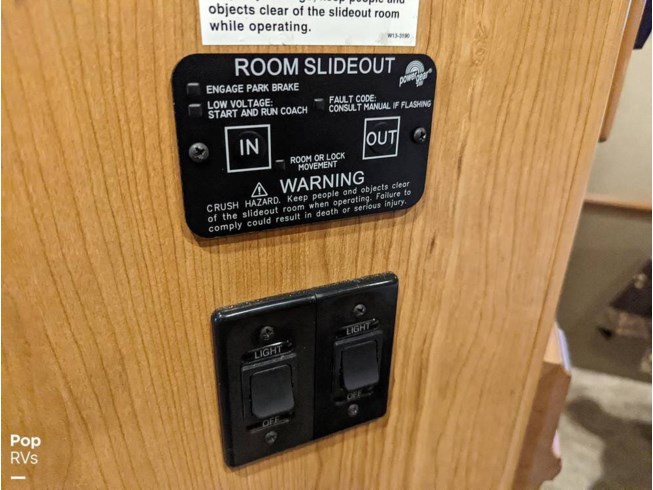 objects clear of the slideout room
while operating.
W13-3190
ROOM SLIDEOUT
powergear
ENGAGE PARK BRAKE
LOW VOLTAGE:
START AND RUN COACH
FAULT CODE:
CONSULT MANUAL IF FLASHING
IN
OUT
ROOM OR LOCK
MOVEMENT
WARNING
CRUSH HAZARD. Keep people and objects clear
of the slideout room when operating. Failure to
comply could result in death or serious injury.
LIGHT
OFF
LIGHT
OFF
Pop
RVs